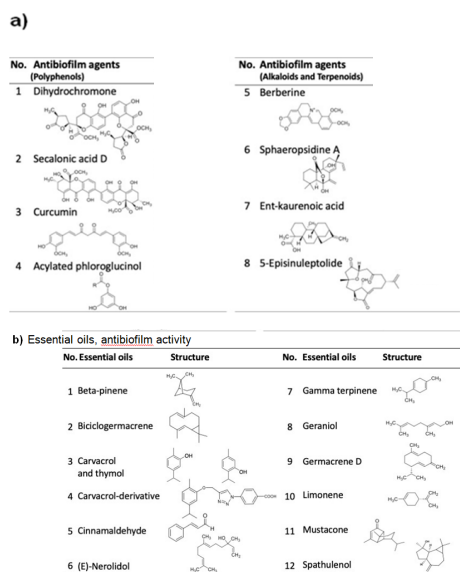 a)
No. Antibiofilm agents
(Polyphenols)
1 Dihydrochromone
2 Secalonic acid D
3 Curcumin
4 Acylated phloroglucinol
No. Antibiofilm agents
(Alkaloids and Terpenoids)
5 Berberine
6 Sphaeropsidine A
7 Ent-kaurenoic acid
8 5-Episinuleptolide
b) Essential oils, antibiofilm activity
No. Essential oils Structure
1 Beta-pinene
2 Biciclogermacrene
3 Carvacrol
and thymol
4 Carvacrol-derivative
5 Cinnamaldehyde
6 (E)-Nerolidol
No. Essential oils Structure
7 Gamma terpinene
8 Geraniol
9 Germacrene D
10 Limonene
11 Mustacone
12 Spathulenol